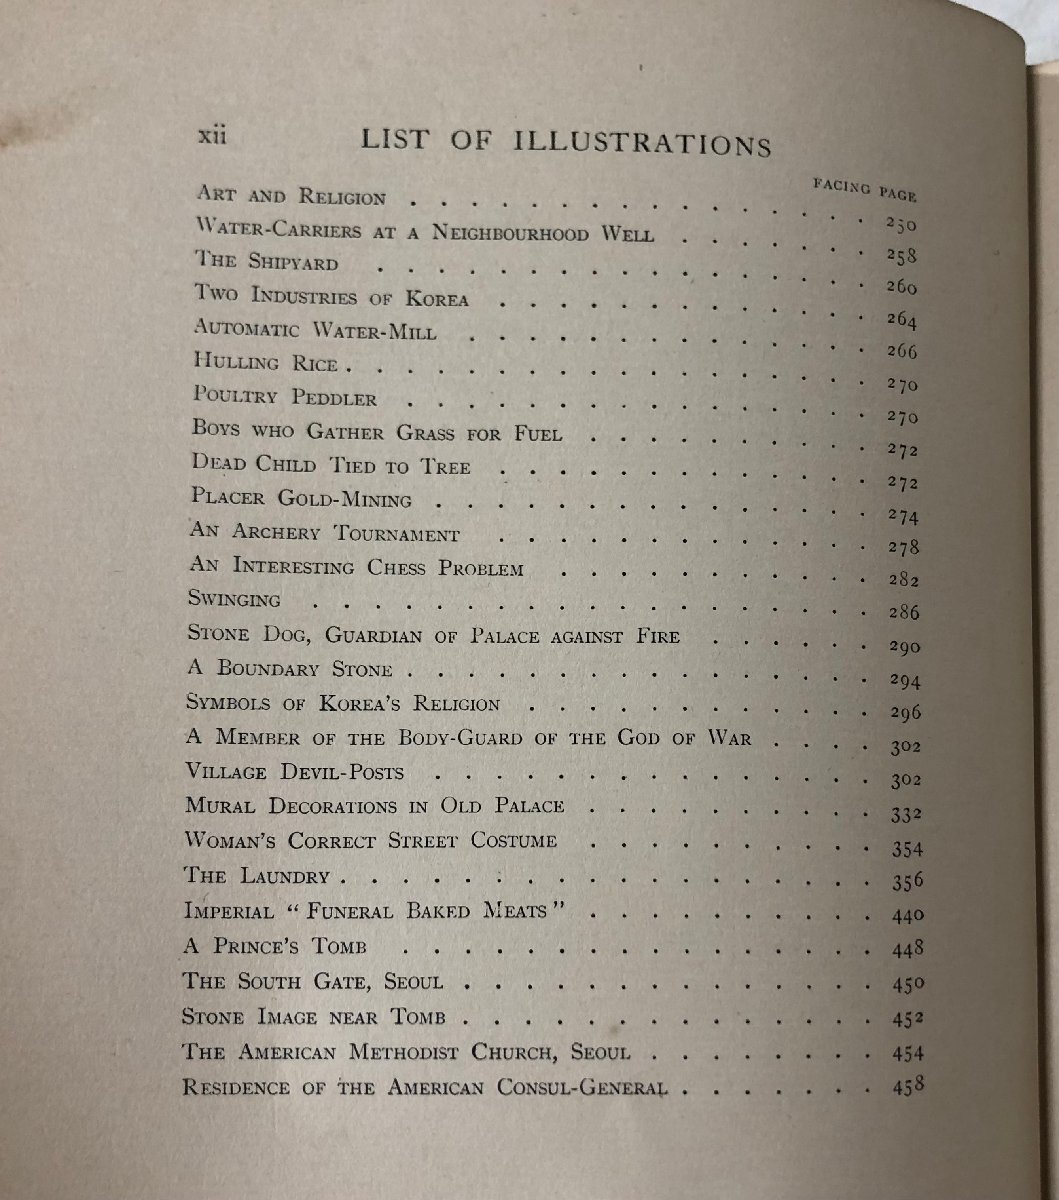 xii LIST OF ILLUSTRATIONS
FACING PAGE
ART AND RELIGION . . . . . . . . . . . . . . . . 250
WATER-CARRIERS AT A NEIGHBOURHOOD WELL . . . . . . . 258
THE SHIPYARD . . . . . . . . . . . . . . . . . 260
TWO INDUSTRIES OF KOREA . . . . . . . . . . . . . 264
AUTOMATIC WATER-MILL . . . . . . . . . . . . . . 266
HULLING RICE . . . . . . . . . . . . . . . . . . 270
POULTRY PEDDLER . . . . . . . . . . . . . . . . 270
BOYS WHO GATHER GRASS FOR FUEL . . . . . . . . . . 272
DEAD CHILD TIED TO TREE . . . . . . . . . . . . . 272
PLACER GOLD-MINING . . . . . . . . . . . . . . . 274
AN ARCHERY TOURNAMENT . . . . . . . . . . . . . 278
AN INTERESTING CHESS PROBLEM . . . . . . . . . . . 282
SWINGING . . . . . . . . . . . . . . . . . . . 286
STONE DOG, GUARDIAN OF PALACE AGAINST FIRE . . . . . . 290
A BOUNDARY STONE . . . . . . . . . . . . . . . . 294
SYMBOLS OF KOREA'S RELIGION . . . . . . . . . . . . 296
A MEMBER OF THE BODY-GUARD OF THE GOD OF WAR . . . . 302
VILLAGE DEVIL-POSTS . . . . . . . . . . . . . . . 302
MURAL DECORATIONS IN OLD PALACE . . . . . . . . . . 332
WOMAN'S CORRECT STREET COSTUME . . . . . . . . . . 354
THE LAUNDRY . . . . . . . . . . . . . . . . . . 356
IMPERIAL “FUNERAL BAKED MEATS” . . . . . . . . . . 440
A PRINCE'S TOMB . . . . . . . . . . . . . . . . 448
THE SOUTH GATE, SEOUL . . . . . . . . . . . . . . 450
STONE IMAGE NEAR TOMB . . . . . . . . . . . . . . 452
THE AMERICAN METHODIST CHURCH, SEOUL . . . . . . . . 454
RESIDENCE OF THE AMERICAN CONSUL-GENERAL . . . . . . . 458